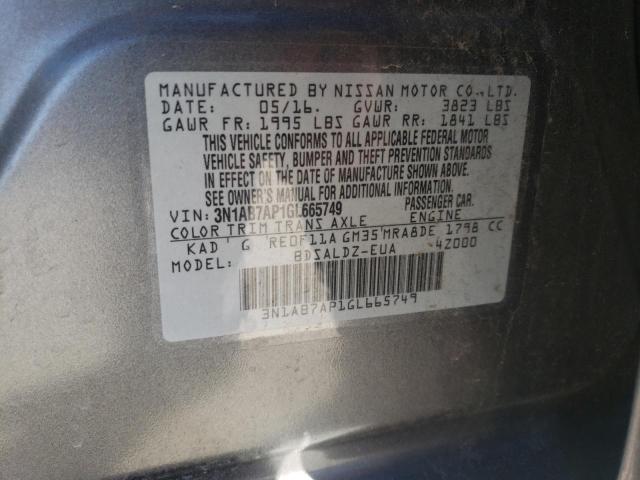 MANUFACTURED BY NISSAN MOTOR CO.,LTD.
DATE: 05/16. GVWR: 3823 LBS
GAWR FR: 1995 LBS GAWR RR: 1841 LBS
THIS VEHICLE CONFORMS TO ALL APPLICABLE FEDERAL MOTOR
VEHICLE SAFETY, BUMPER AND THEFT PREVENTION STANDARDS
IN EFFECT ON THE DATE OF MANUFACTURE SHOWN ABOVE.
SEE OWNER'S MANUAL FOR ADDITIONAL INFORMATION.
VIN: 3N1AB7AP1GL665749 PASSENGER CAR.
COLOR TRIM TRANS AXLE ENGINE
KAD G RE0F11A GM35 MRA8DE 1798 CC
MODEL: BDSALDZ-EUA 4Z000
3N1AB7AP1GL665749